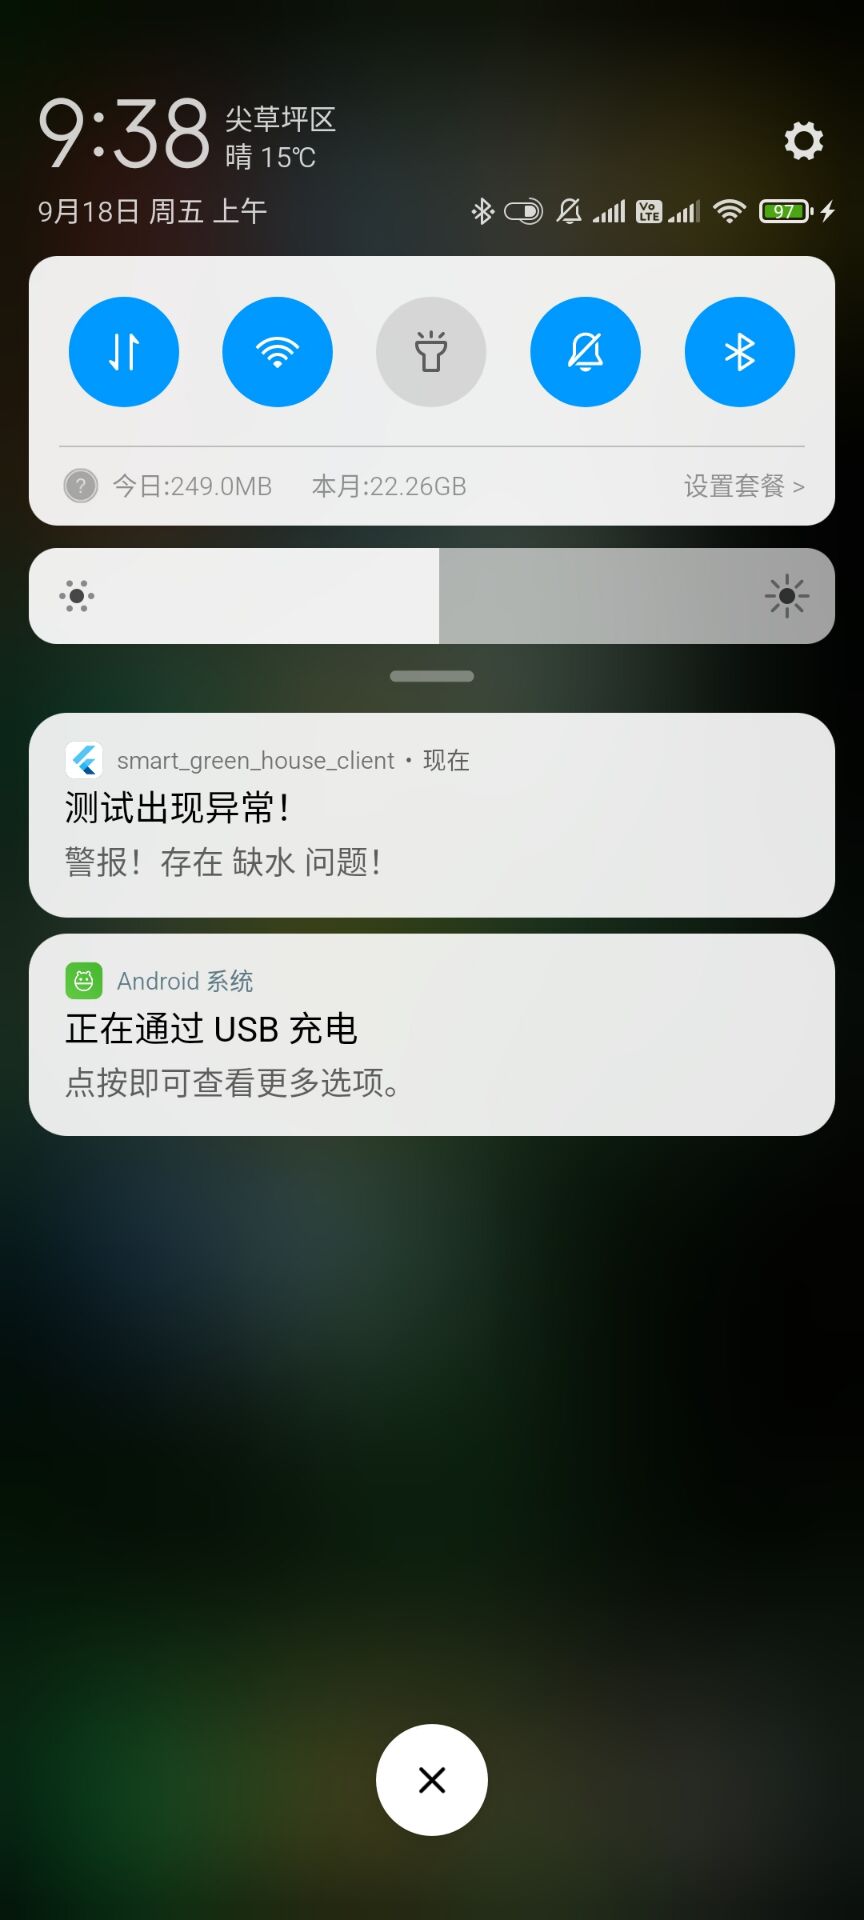 9:38
尖草坪区
晴 15℃
9月18日 周五 上午
Vo LTE
97
今日:249.0MB 本月:22.26GB 设置套餐 >
smart_green_house_client • 现在
测试出现异常！
警报！存在 缺水 问题！
Android 系统
正在通过 USB 充电
点按即可查看更多选项。